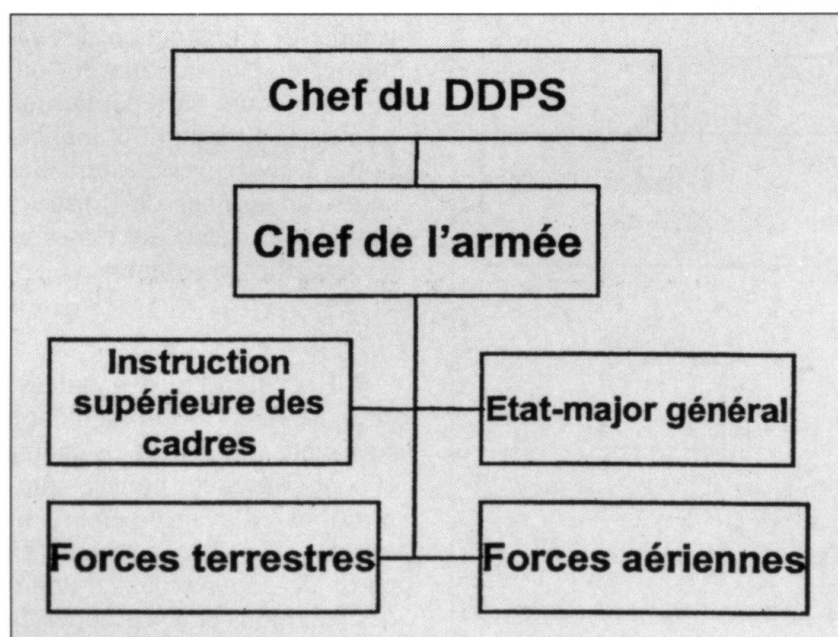 Chef du DDPS
Chef de l'armée
Instruction
supérieure des
cadres
Etat-major général
Forces terrestres
Forces aériennes